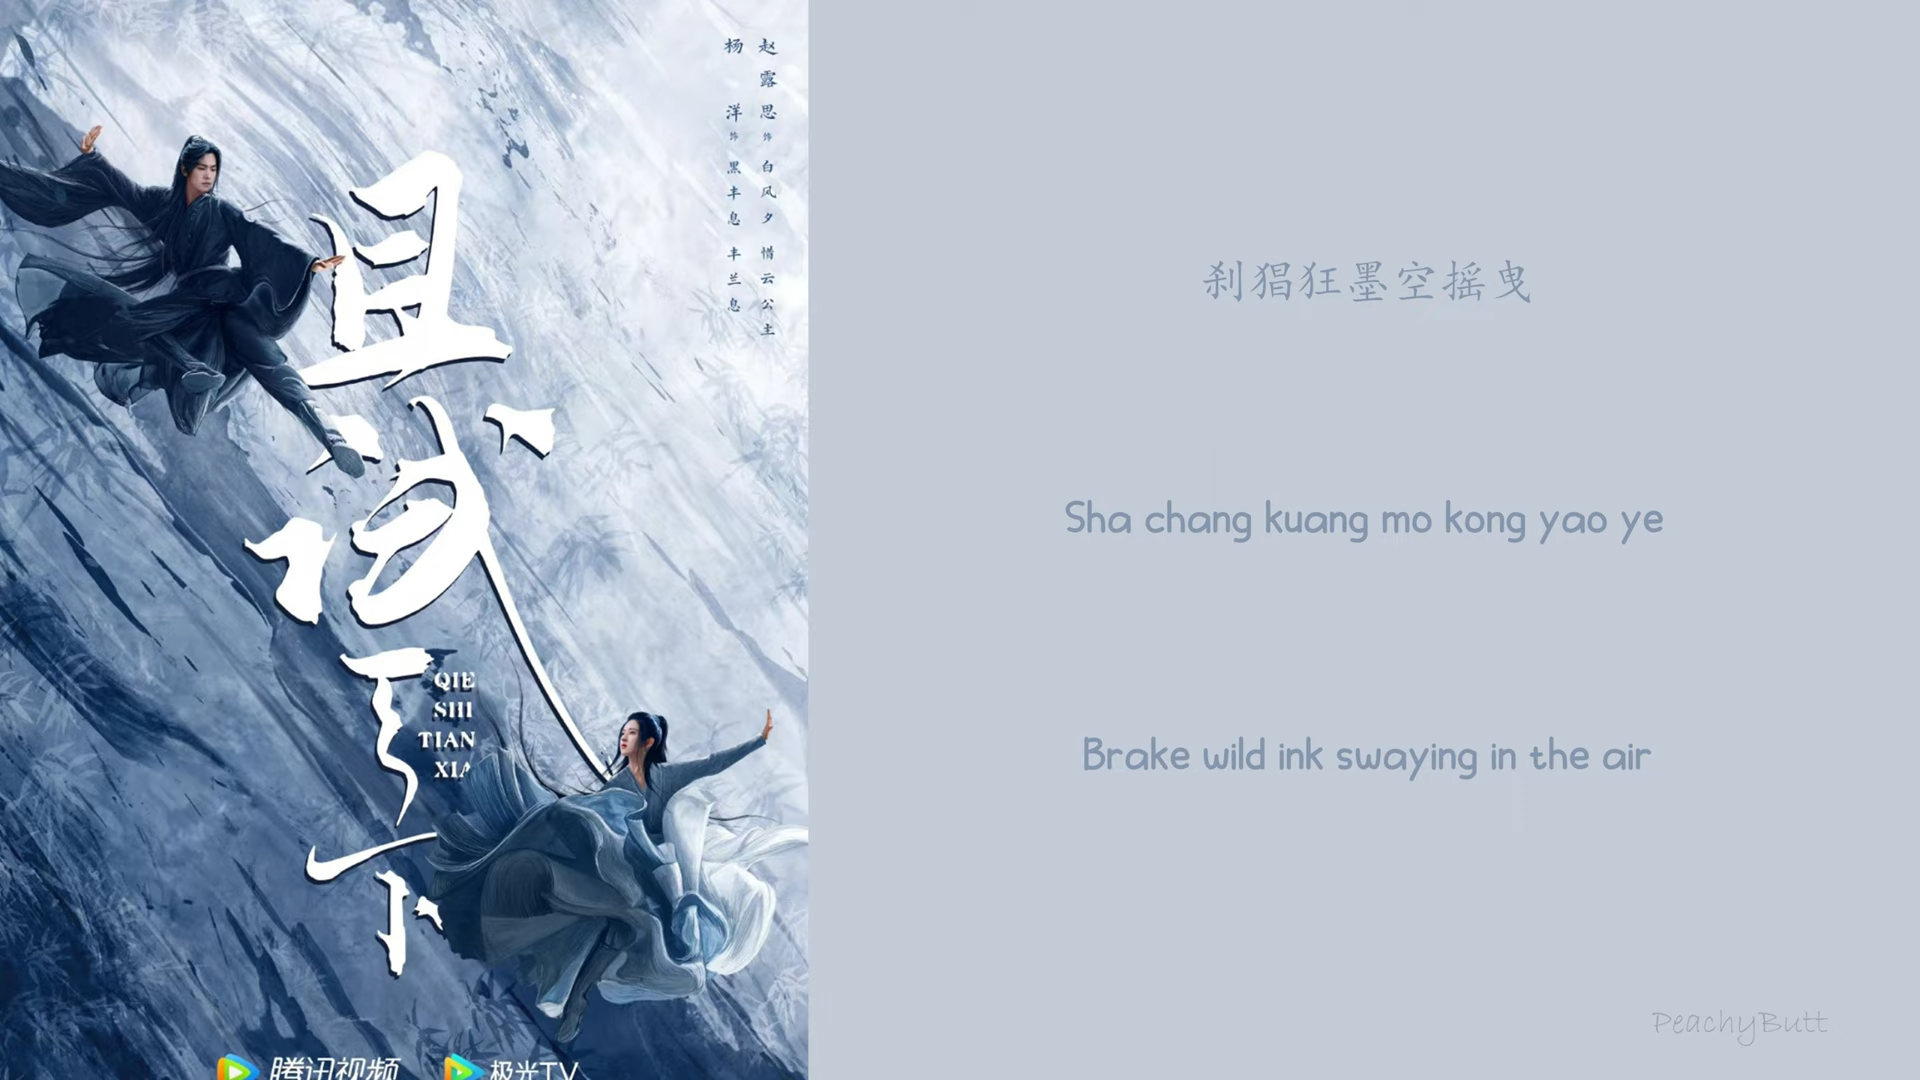 赵露思 饰 白风夕 惜云公主
杨洋 饰 黑丰息 丰兰息
且试天下
QIE
SHI
TIAN
XIA
腾讯视频
极光TV
刹猖狂墨空摇曳
Sha chang kuang mo kong yao ye
Brake wild ink swaying in the air
PeachyButt